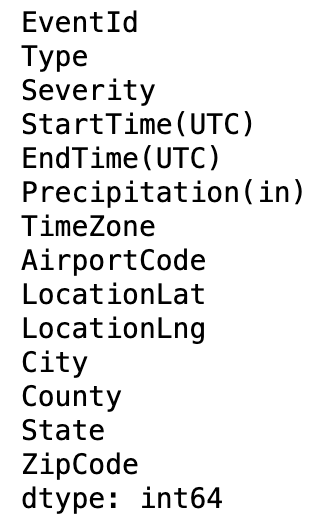 EventId
Type
Severity
StartTime(UTC)
EndTime(UTC)
Precipitation(in)
TimeZone
AirportCode
LocationLat
LocationLng
City
County
State
ZipCode
dtype: int64